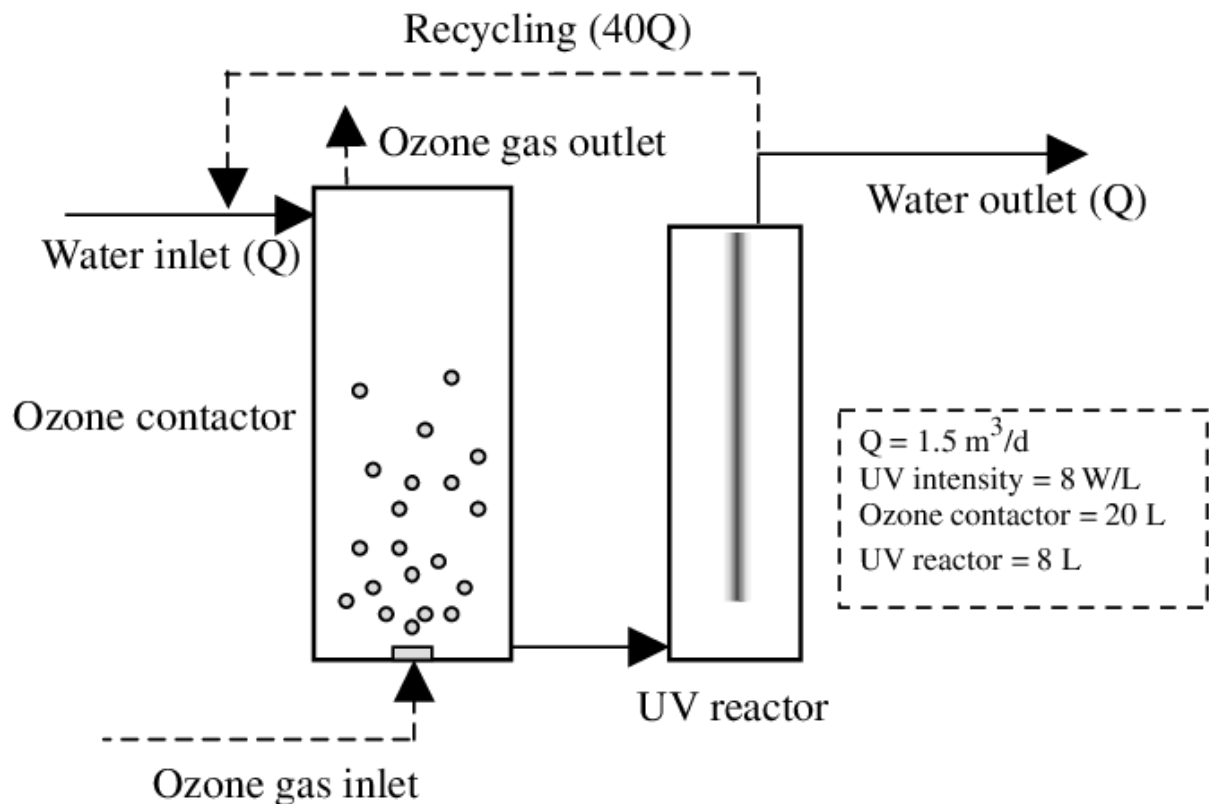 Recycling (40Q)
Ozone gas outlet
Water outlet (Q)
Water inlet (Q)
Ozone contactor
Q = 1.5 m³/d
UV intensity = 8 W/L
Ozone contactor = 20 L
UV reactor = 8 L
UV reactor
Ozone gas inlet